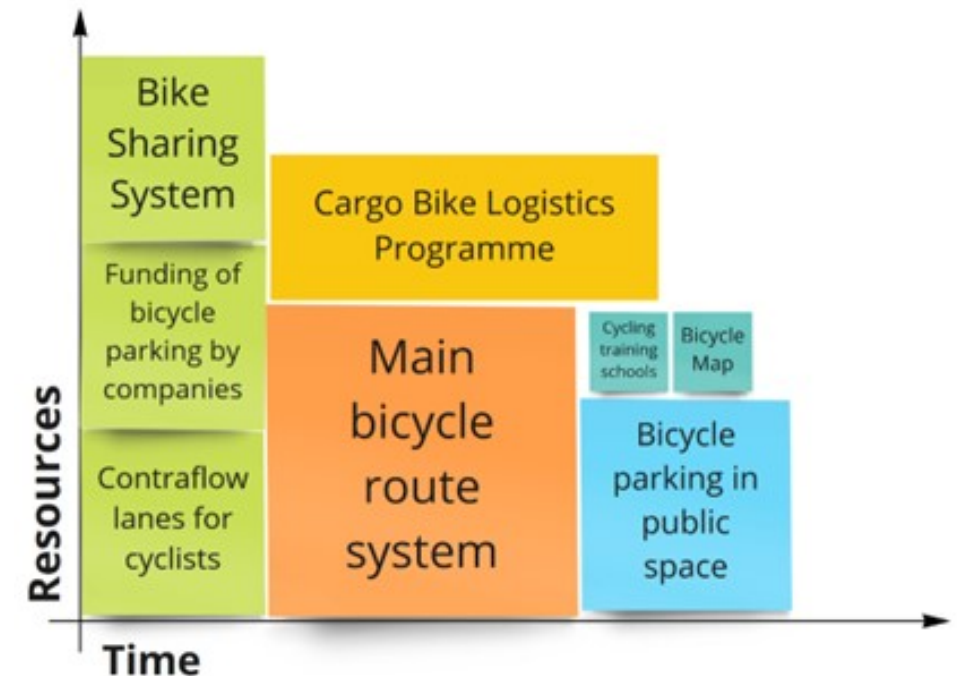 Bike
Sharing
System
Cargo Bike Logistics
Programme
Funding of
bicycle
parking by
companies
Main
bicycle
route
system
Cycling
training
schools
Bicycle
Map
Contraflow
lanes for
cyclists
Bicycle
parking in
public
space
Resources
Time